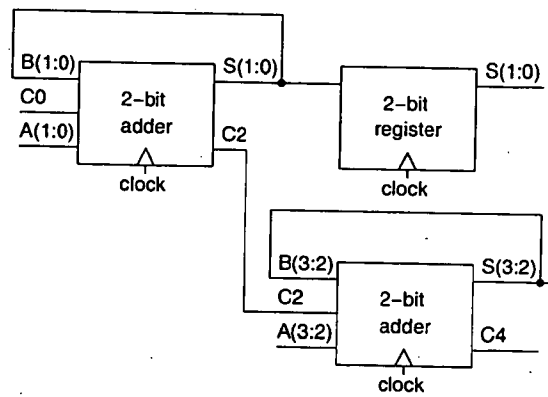 B(1:0)
S(1:0)
S(1:0)
C0
2-bit
adder
2-bit
register
A(1:0)
C2
clock
clock
B(3:2)
S(3:2)
C2
2-bit
adder
A(3:2)
C4
clock